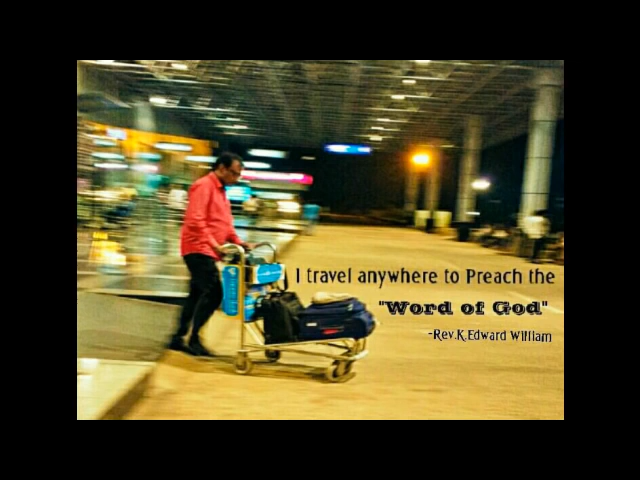 I travel anywhere to Preach the
"Word of God"
-Rev.K.Edward William